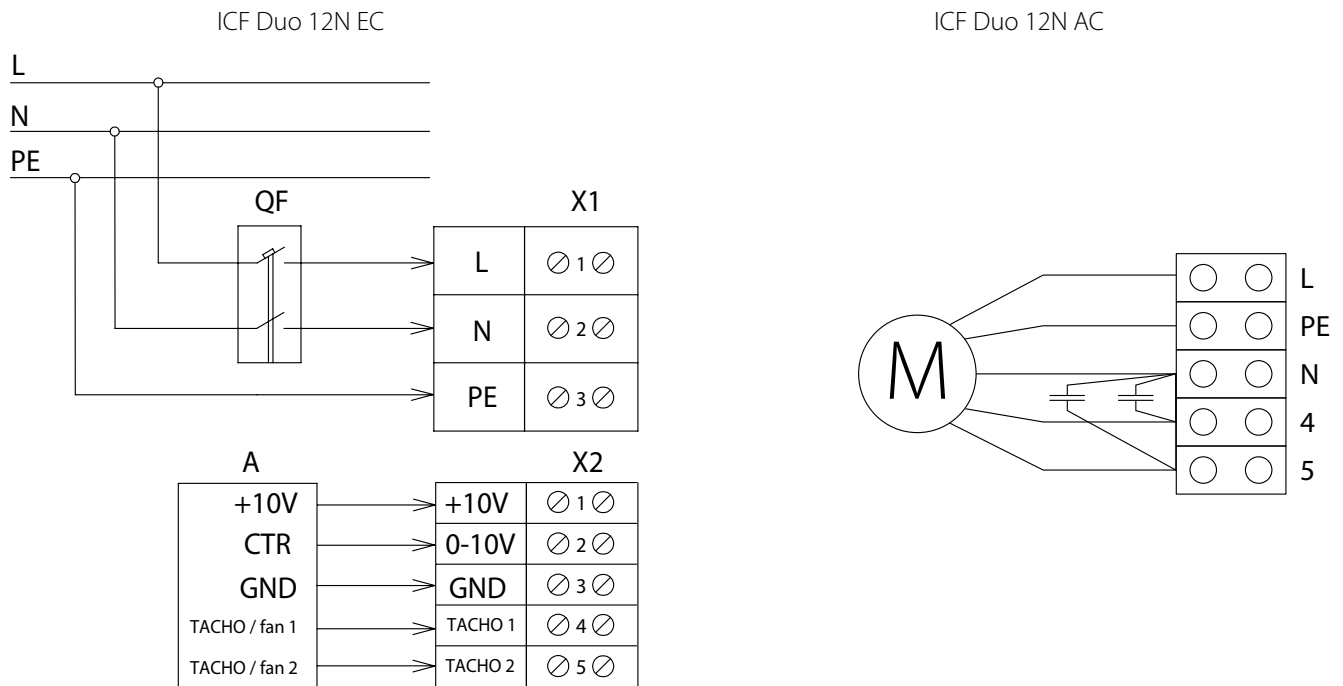 ICF Duo 12N EC
L
N
PE
QF
X1
L 1
N 2
PE 3
A
X2
+10V +10V 1
CTR 0-10V 2
GND GND 3
TACHO / fan 1 TACHO 1 4
TACHO / fan 2 TACHO 2 5
ICF Duo 12N AC
M
L
PE
N
4
5